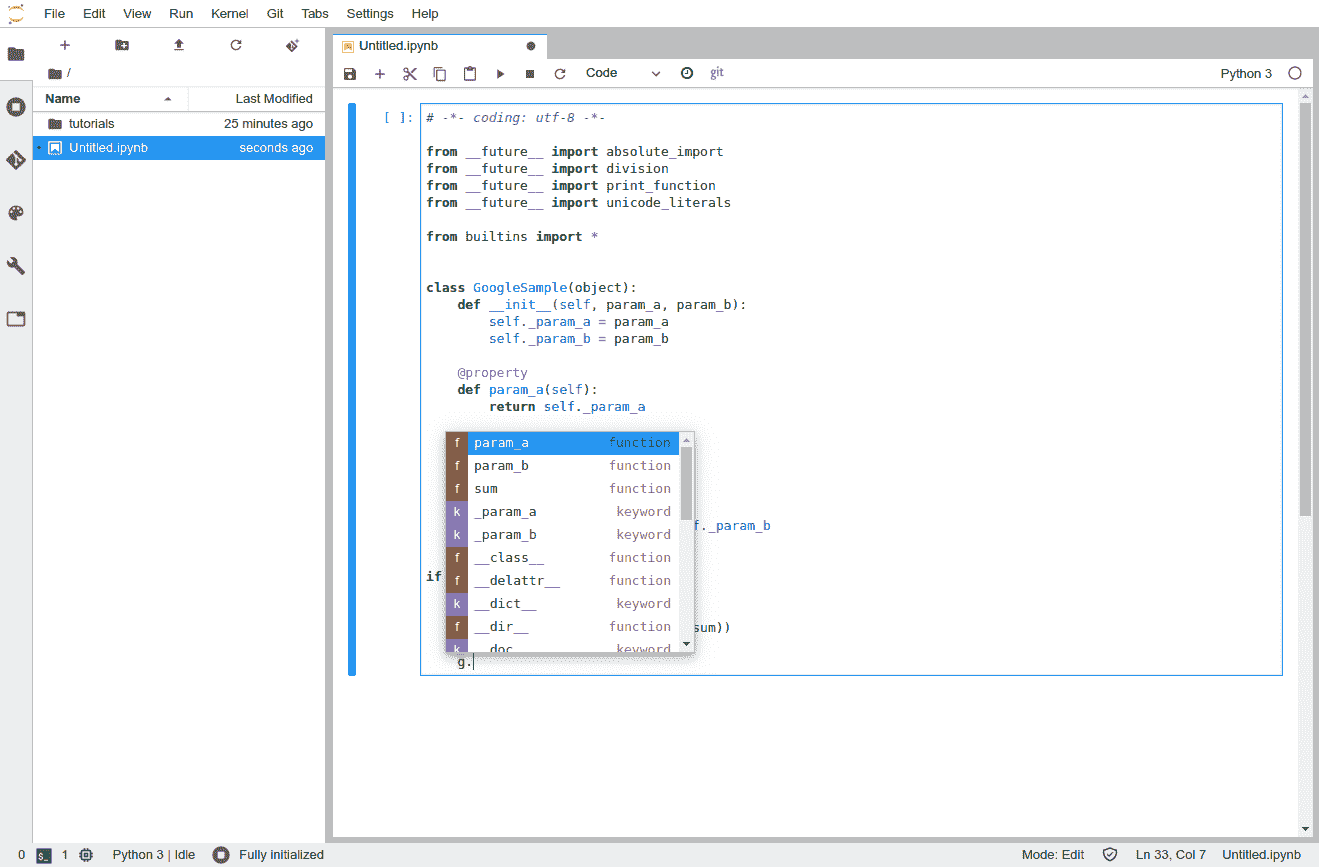 File Edit View Run Kernel Git Tabs Settings Help
/
Name Last Modified
tutorials 25 minutes ago
Untitled.ipynb seconds ago
Untitled.ipynb
Code git Python 3
[ ]: # -*- coding: utf-8 -*-
from __future__ import absolute_import
from __future__ import division
from __future__ import print_function
from __future__ import unicode_literals
from builtins import *
class GoogleSample(object):
def __init__(self, param_a, param_b):
self._param_a = param_a
self._param_b = param_b
@property
def param_a(self):
return self._param_a
f param_a function
f param_b function
f sum function
k _param_a keyword
f._param_b
k _param_b keyword
f __class__ function
if
f __delattr__ function
k __dict__ keyword
f __dir__ function
sum))
k __doc__ keyword
g.
0 $_ 1 Python 3 | Idle Fully initialized Mode: Edit Ln 33, Col 7 Untitled.ipynb